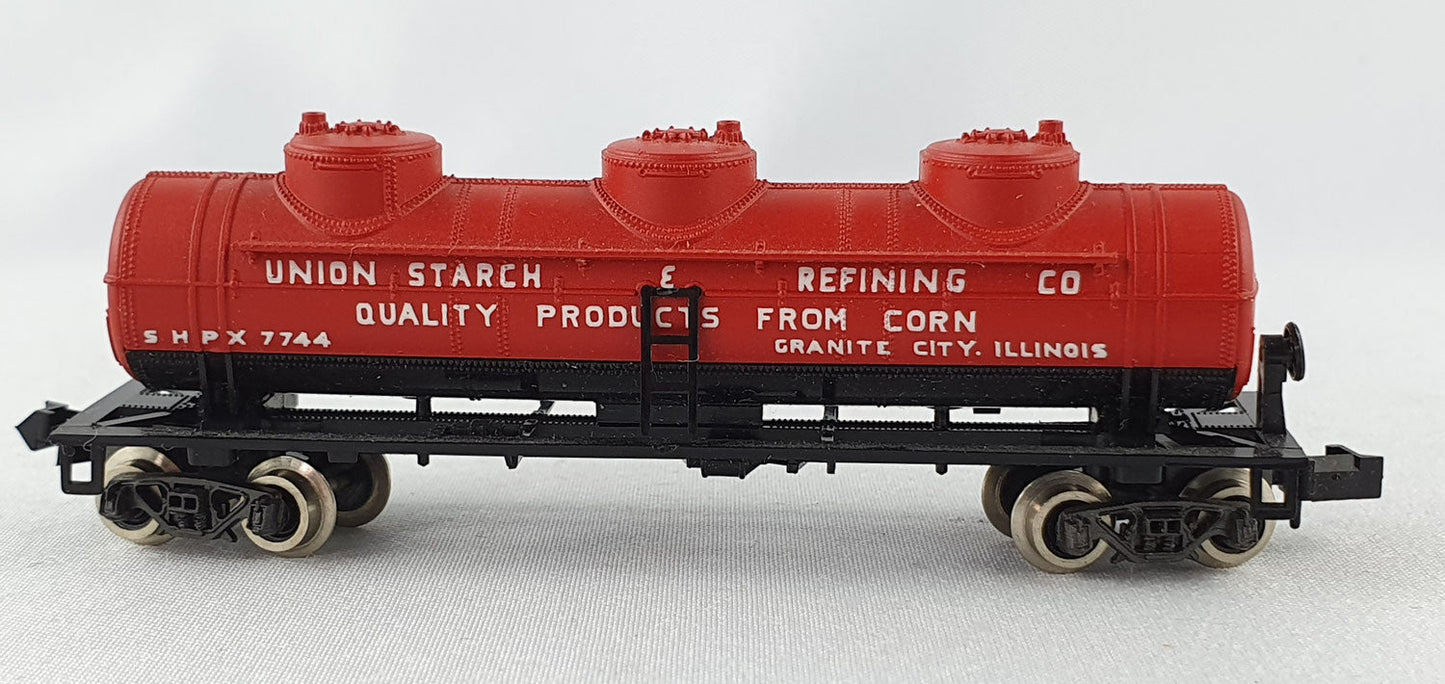 UNION STARCH & REFINING CO
QUALITY PRODUCTS FROM CORN
SHPX 7744
GRANITE CITY. ILLINOIS